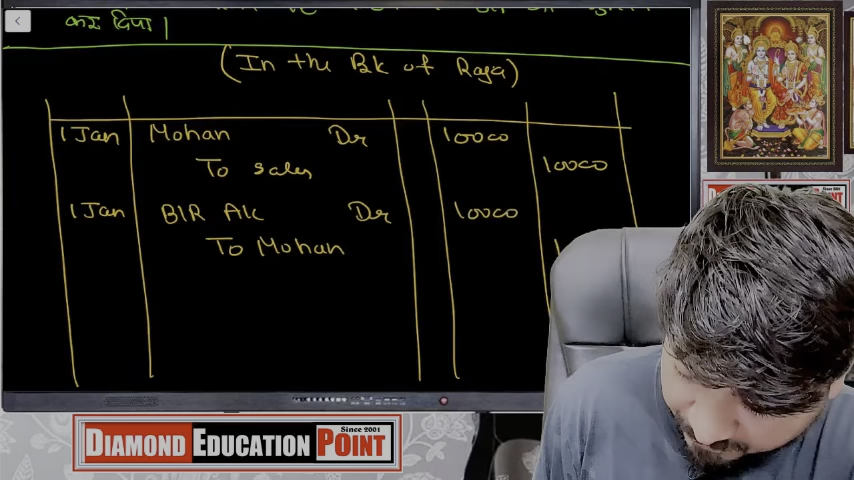 कर दिया।
(In the Bk of Raja)
1 Jan Mohan Dr 10000
To sales 10000
1 Jan B/R A/c Dr 10000
To Mohan
DIAMOND EDUCATION POINT
Since 2001